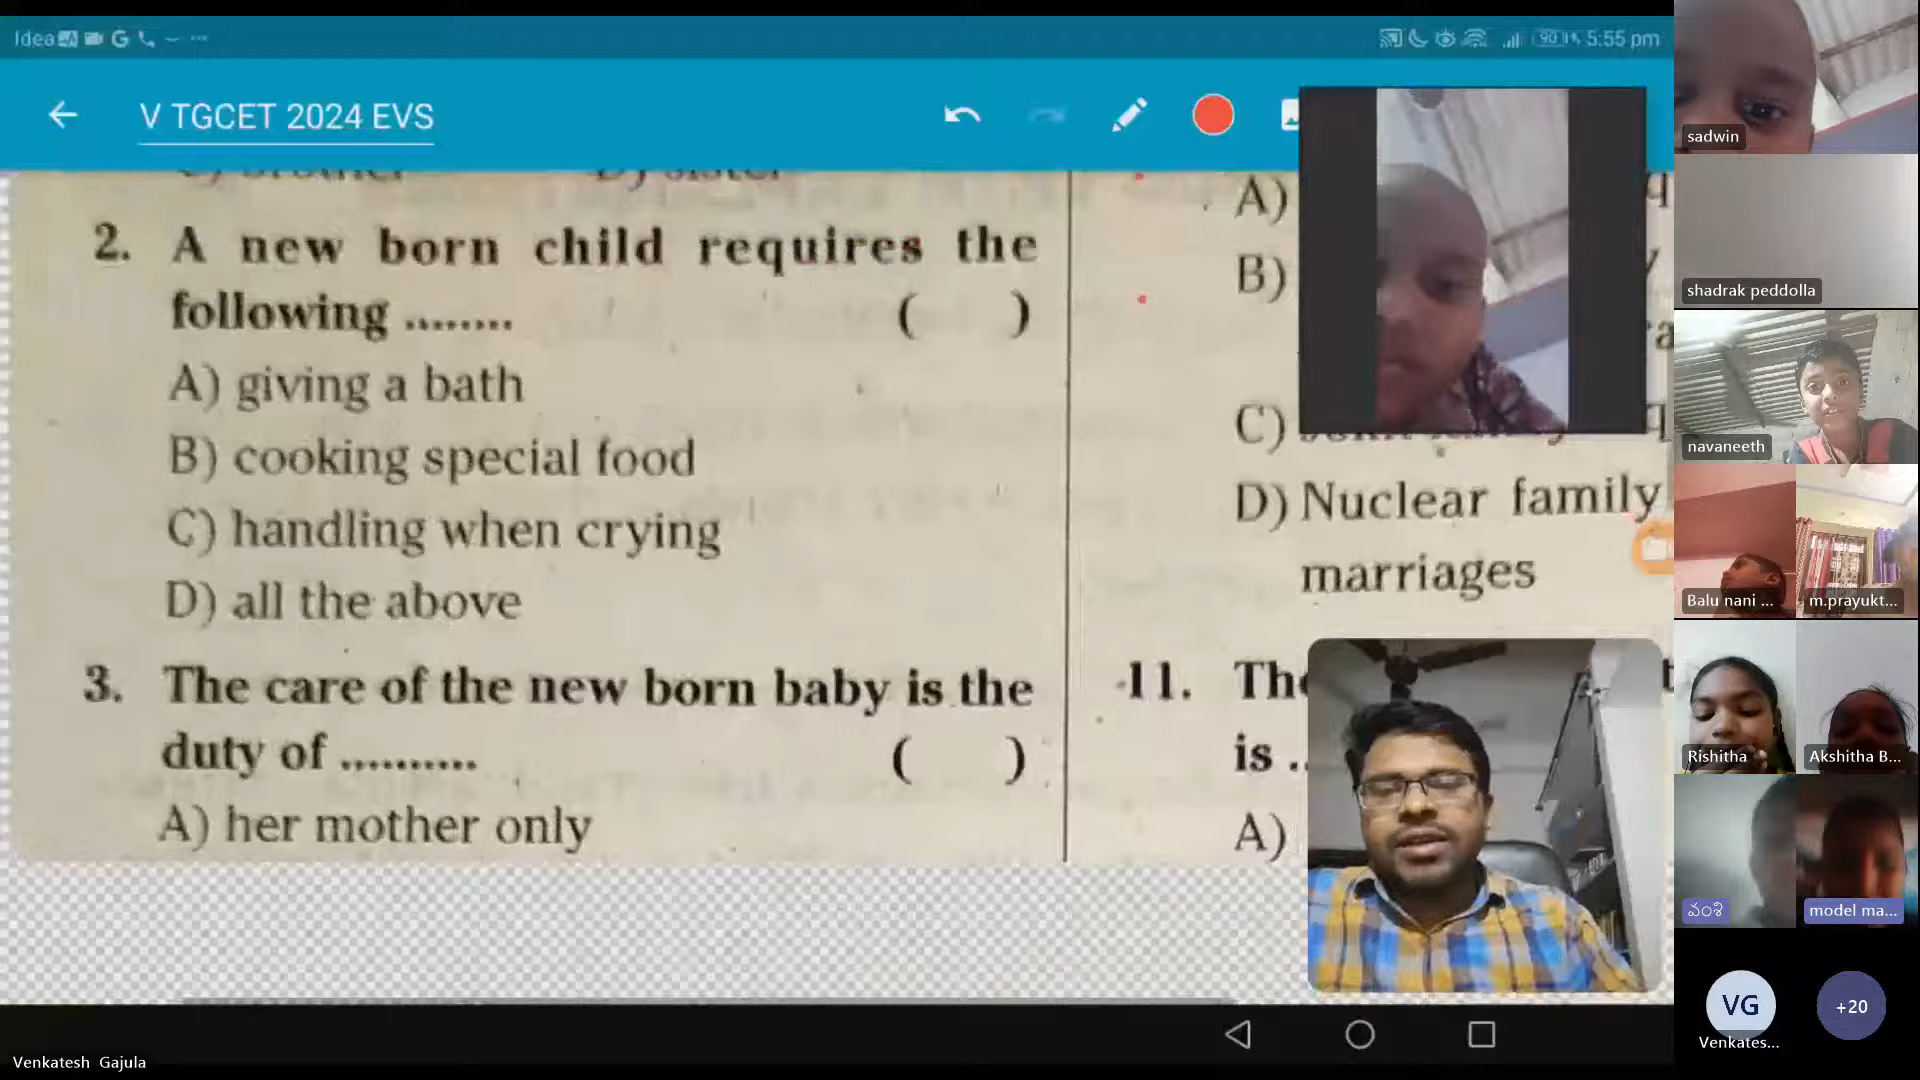 Idea
90% 5:55 pm
V TGCET 2024 EVS
C) brother D) sister
2. A new born child requires the
following ........ ( )
A) giving a bath
B) cooking special food
C) handling when crying
D) all the above
3. The care of the new born baby is the
duty of .......... ( )
A) her mother only
A)
B)
C)
D) Nuclear family
marriages
11.
is ..
A)
sadwin
shadrak peddolla
navaneeth
Balu nani ...
m.prayukt...
Rishitha
Akshitha B...
వంశి
model ma...
VG
+20
Venkates...
Venkatesh Gajula